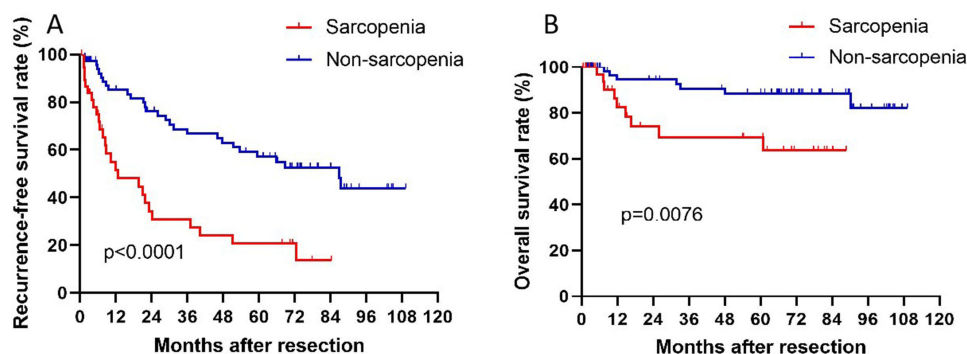 A
Sarcopenia
Non-sarcopenia
Recurrence-free survival rate (%)
100
80
60
40
20
0
p<0.0001
0 12 24 36 48 60 72 84 96 108 120
Months after resection
B
Sarcopenia
Non-sarcopenia
Overall survival rate (%)
100
80
60
40
20
0
p=0.0076
0 12 24 36 48 60 72 84 96 108 120
Months after resection